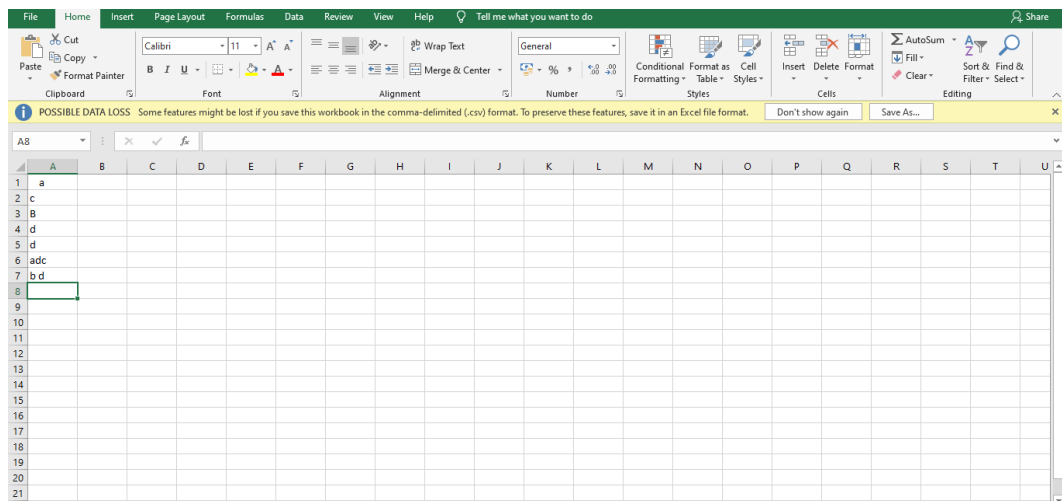 File Home Insert Page Layout Formulas Data Review View Help Tell me what you want to do Share
Cut
Copy
Format Painter
Paste
Clipboard
Calibri 11 A A
B I U A
Font
ab Wrap Text
Merge & Center
Alignment
General
% , .00 .0
Number
Conditional Formatting
Format as Table
Cell Styles
Styles
Insert Delete Format
Cells
AutoSum
Fill
Clear
Sort & Filter
Find & Select
Editing
POSSIBLE DATA LOSS Some features might be lost if you save this workbook in the comma-delimited (.csv) format. To preserve these features, save it in an Excel file format. Don't show again Save As...
A8 fx
A B C D E F G H I J K L M N O P Q R S T U
1 a
2 c
3 B
4 d
5 d
6 adc
7 b d
8
9
10
11
12
13
14
15
16
17
18
19
20
21